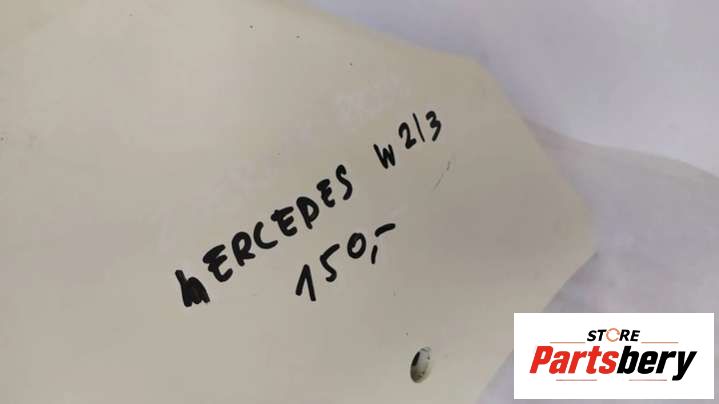 MERCEDES W213
150,-
STORE
Partsbery